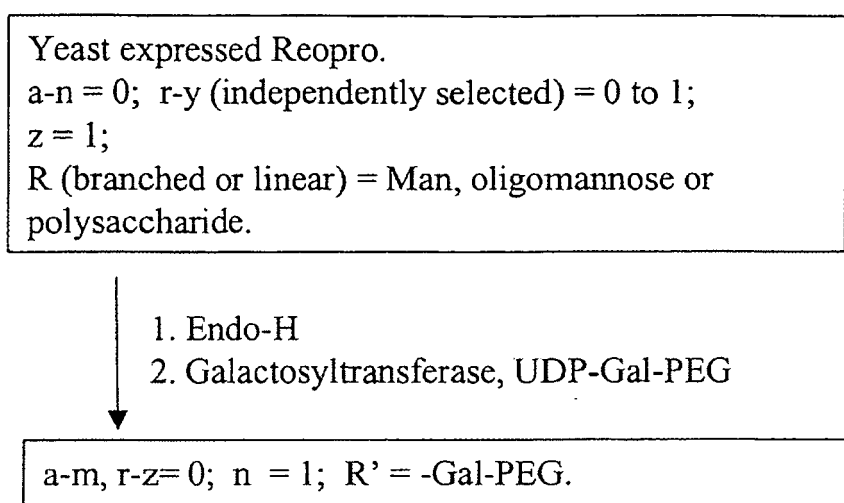 Yeast expressed Reopro.
a-n = 0;  r-y (independently selected) = 0 to 1;
z = 1;
R (branched or linear) = Man, oligomannose or
polysaccharide.
1. Endo-H
2. Galactosyltransferase, UDP-Gal-PEG
a-m, r-z= 0;  n  = 1;  R’ = -Gal-PEG.